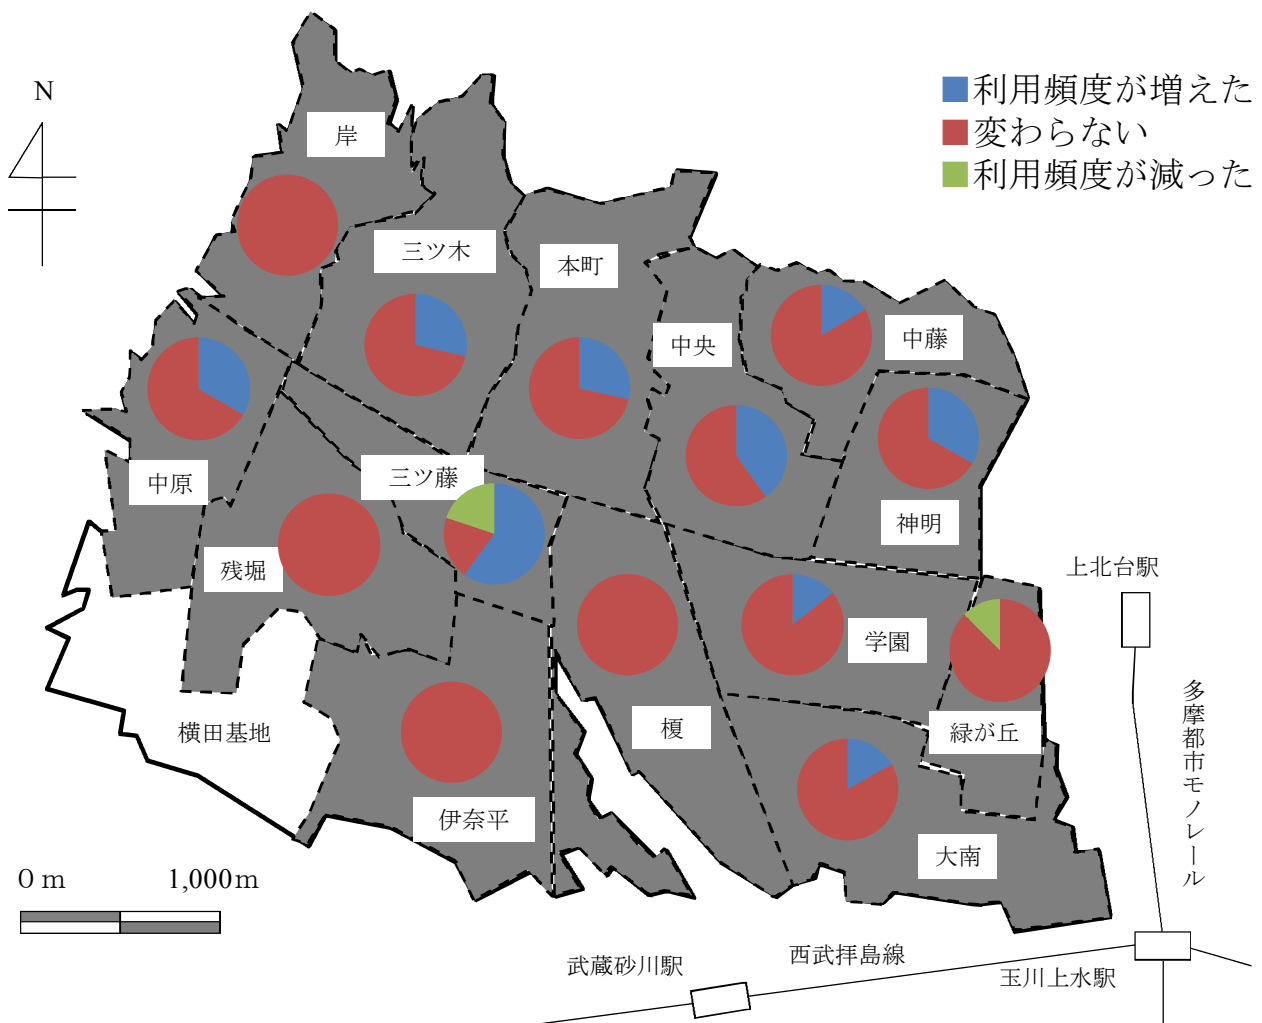 N
利用頻度が増えた
変わらない
利用頻度が減った
岸
三ツ木
本町
中央
中藤
三ツ藤
中原
神明
残堀
上北台駅
学園
多摩都市モノレール
横田基地
榎
緑が丘
伊奈平
大南
0m 1,000m
武蔵砂川駅
西武拝島線
玉川上水駅